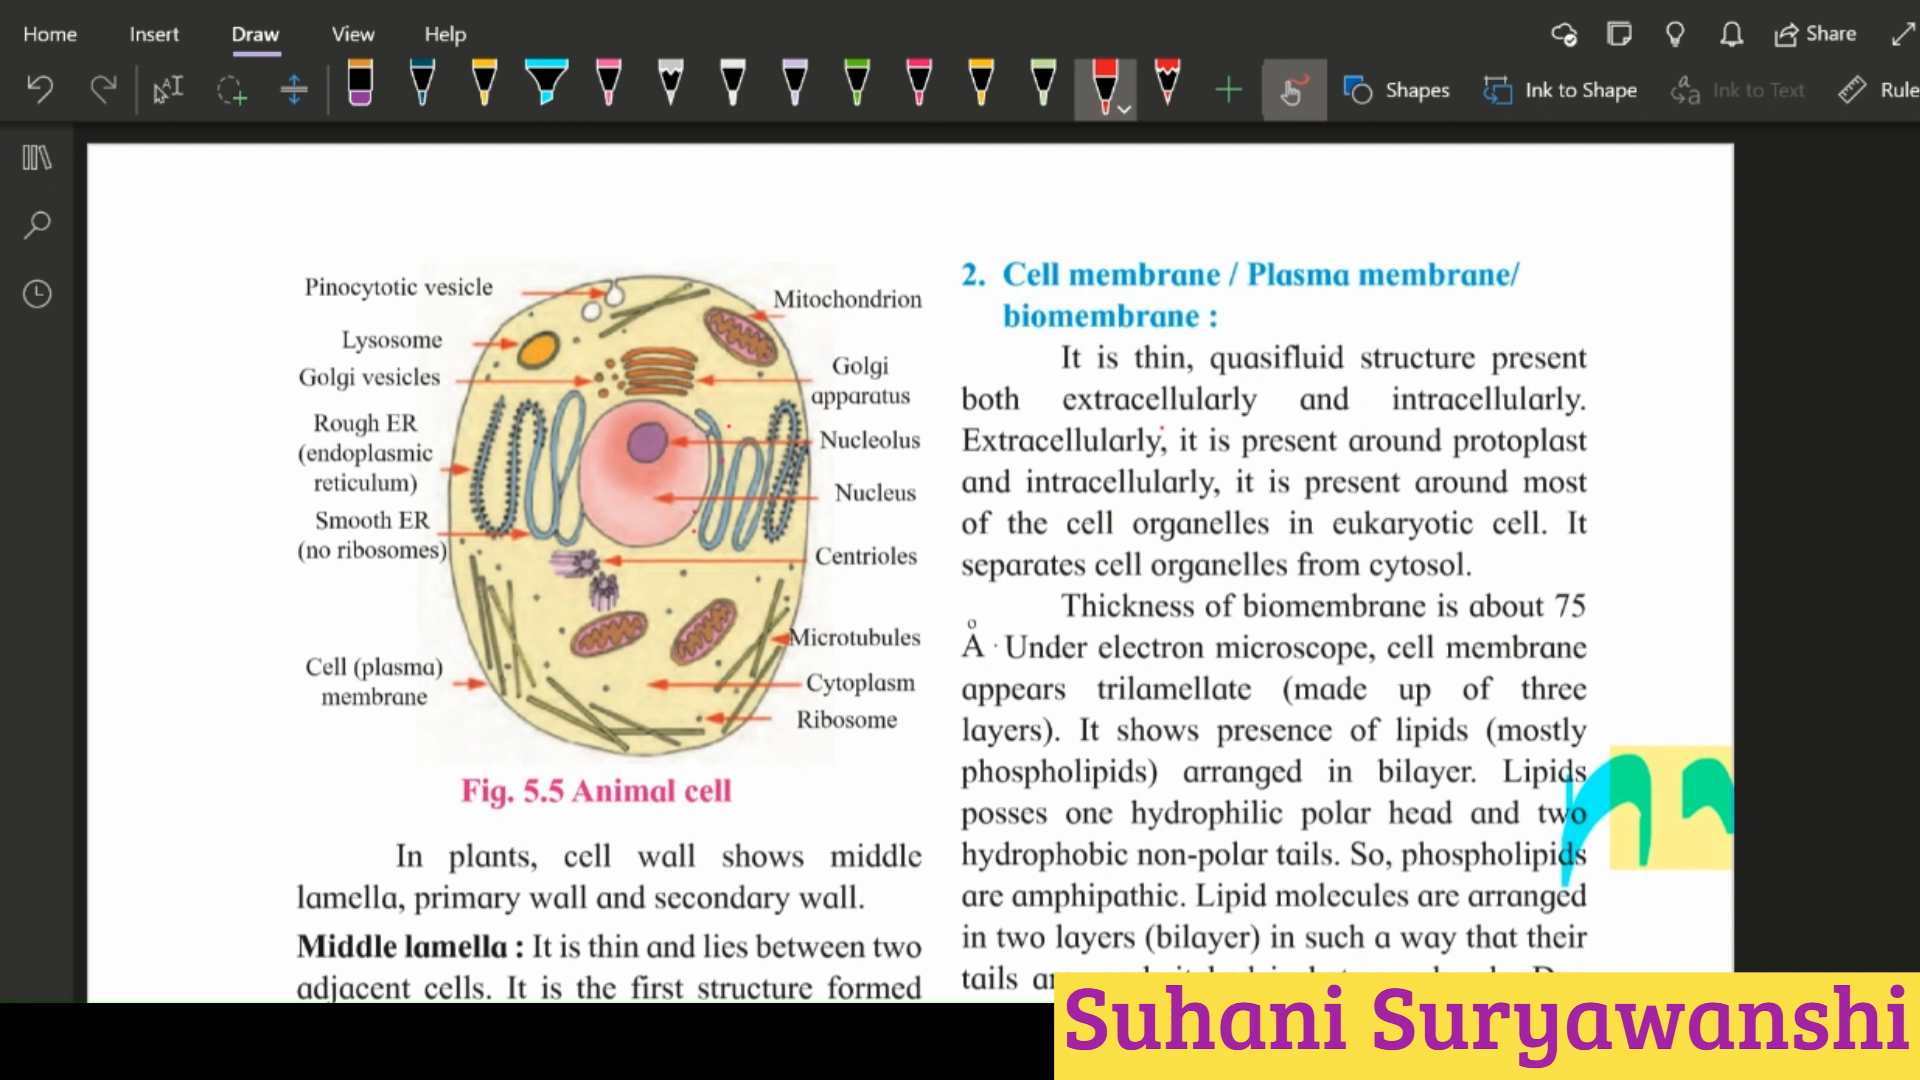 Home Insert Draw View Help
Share
Shapes Ink to Shape Ink to Text Rule
Pinocytotic vesicle
Lysosome
Golgi vesicles
Rough ER
(endoplasmic
reticulum)
Smooth ER
(no ribosomes)
Cell (plasma)
membrane
Mitochondrion
Golgi
apparatus
Nucleolus
Nucleus
Centrioles
Microtubules
Cytoplasm
Ribosome
Fig. 5.5 Animal cell
In plants, cell wall shows middle
lamella, primary wall and secondary wall.
Middle lamella : It is thin and lies between two
adjacent cells. It is the first structure formed
2. Cell membrane / Plasma membrane/
biomembrane :
It is thin, quasifluid structure present
both extracellularly and intracellularly.
Extracellularly, it is present around protoplast
and intracellularly, it is present around most
of the cell organelles in eukaryotic cell. It
separates cell organelles from cytosol.
Thickness of biomembrane is about 75
Å . Under electron microscope, cell membrane
appears trilamellate (made up of three
layers). It shows presence of lipids (mostly
phospholipids) arranged in bilayer. Lipids
posses one hydrophilic polar head and two
hydrophobic non-polar tails. So, phospholipids
are amphipathic. Lipid molecules are arranged
in two layers (bilayer) in such a way that their
tails
Suhani Suryawanshi